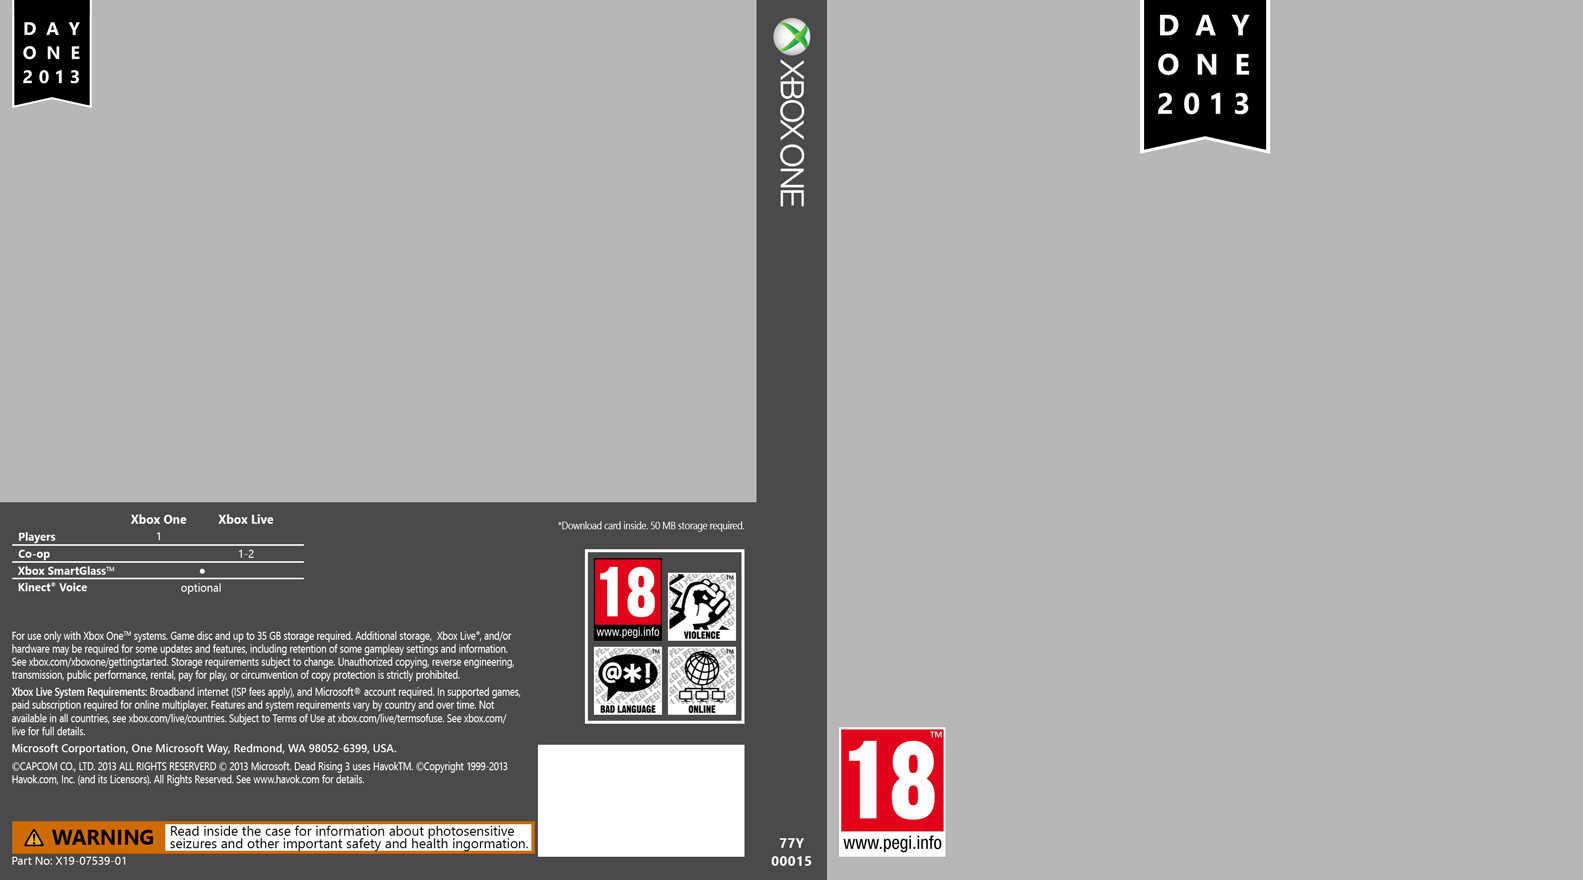 DAY
ONE
2013
Xbox One Xbox Live
Players 1
Co-op 1-2
Xbox SmartGlass™ •
Kinect® Voice optional
For use only with Xbox One™ systems. Game disc and up to 35 GB storage required. Additional storage, Xbox Live®, and/or
hardware may be required for some updates and features, including retention of some gampleay settings and information.
See xbox.com/xboxone/gettingstarted. Storage requirements subject to change. Unauthorized copying, reverse engineering,
transmission, public performance, rental, pay for play, or circumvention of copy protection is strictly prohibited.
Xbox Live System Requirements: Broadband internet (ISP fees apply), and Microsoft® account required. In supported games,
paid subscription required for online multiplayer. Features and system requirements vary by country and over time. Not
available in all countries, see xbox.com/live/countries. Subject to Terms of Use at xbox.com/live/termsofuse. See xbox.com/
live for full details.
Microsoft Corportation, One Microsoft Way, Redmond, WA 98052-6399, USA.
©CAPCOM CO., LTD. 2013 ALL RIGHTS RESERVERD © 2013 Microsoft. Dead Rising 3 uses HavokTM. ©Copyright 1999-2013
Havok.com, Inc. (and its Licensors). All Rights Reserved. See www.havok.com for details.
WARNING
Read inside the case for information about photosensitive
seizures and other important safety and health ingormation.
Part No: X19-07539-01
*Download card inside. 50 MB storage required.
18
www.pegi.info
™
VIOLENCE
@*!
™
BAD LANGUAGE
™
ONLINE
XBOX ONE
77Y
00015
DAY
ONE
2013
18™
www.pegi.info